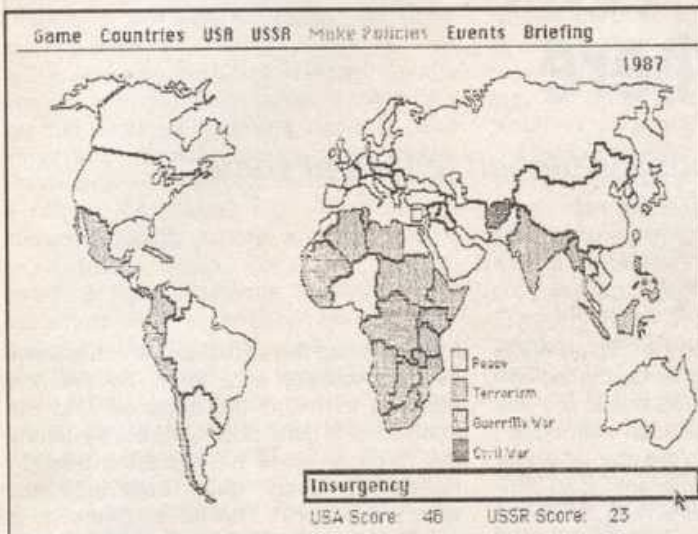 Game Countries USA USSR Make Policies Events Briefing
1987
Peace
Terrorism
Guerrilla War
Civil War
Insurgency
USA Score: 46 USSR Score: 23